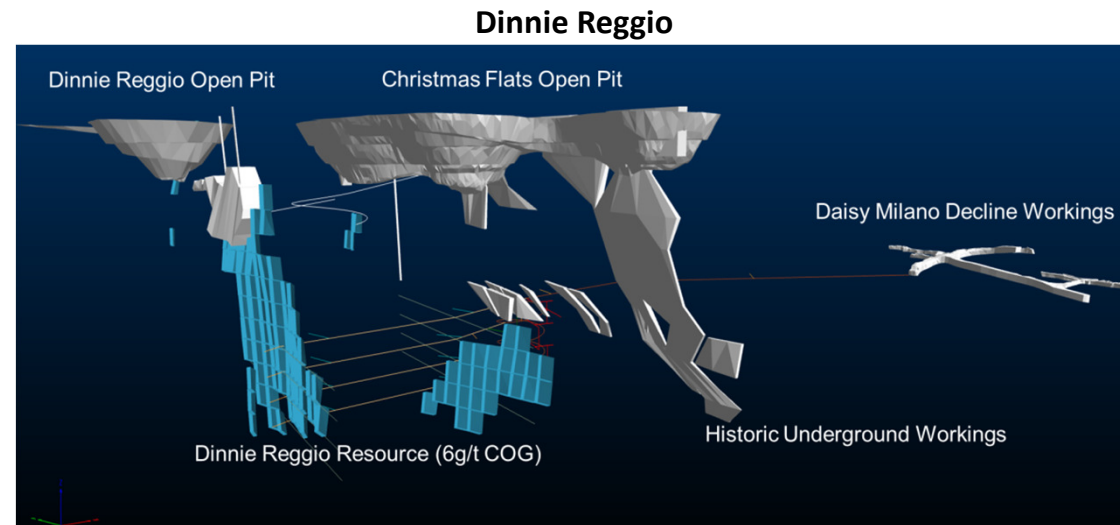 Dinnie Reggio
Dinnie Reggio Open Pit
Christmas Flats Open Pit
Daisy Milano Decline Workings
Historic Underground Workings
Dinnie Reggio Resource (6g/t COG)